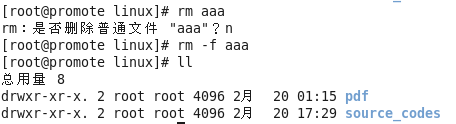 [root@promote linux]# rm aaa
rm：是否删除普通文件 "aaa"？n
[root@promote linux]# rm -f aaa
[root@promote linux]# ll
总用量 8
drwxr-xr-x. 2 root root 4096 2月  20 01:15 pdf
drwxr-xr-x. 2 root root 4096 2月  20 17:29 source_codes